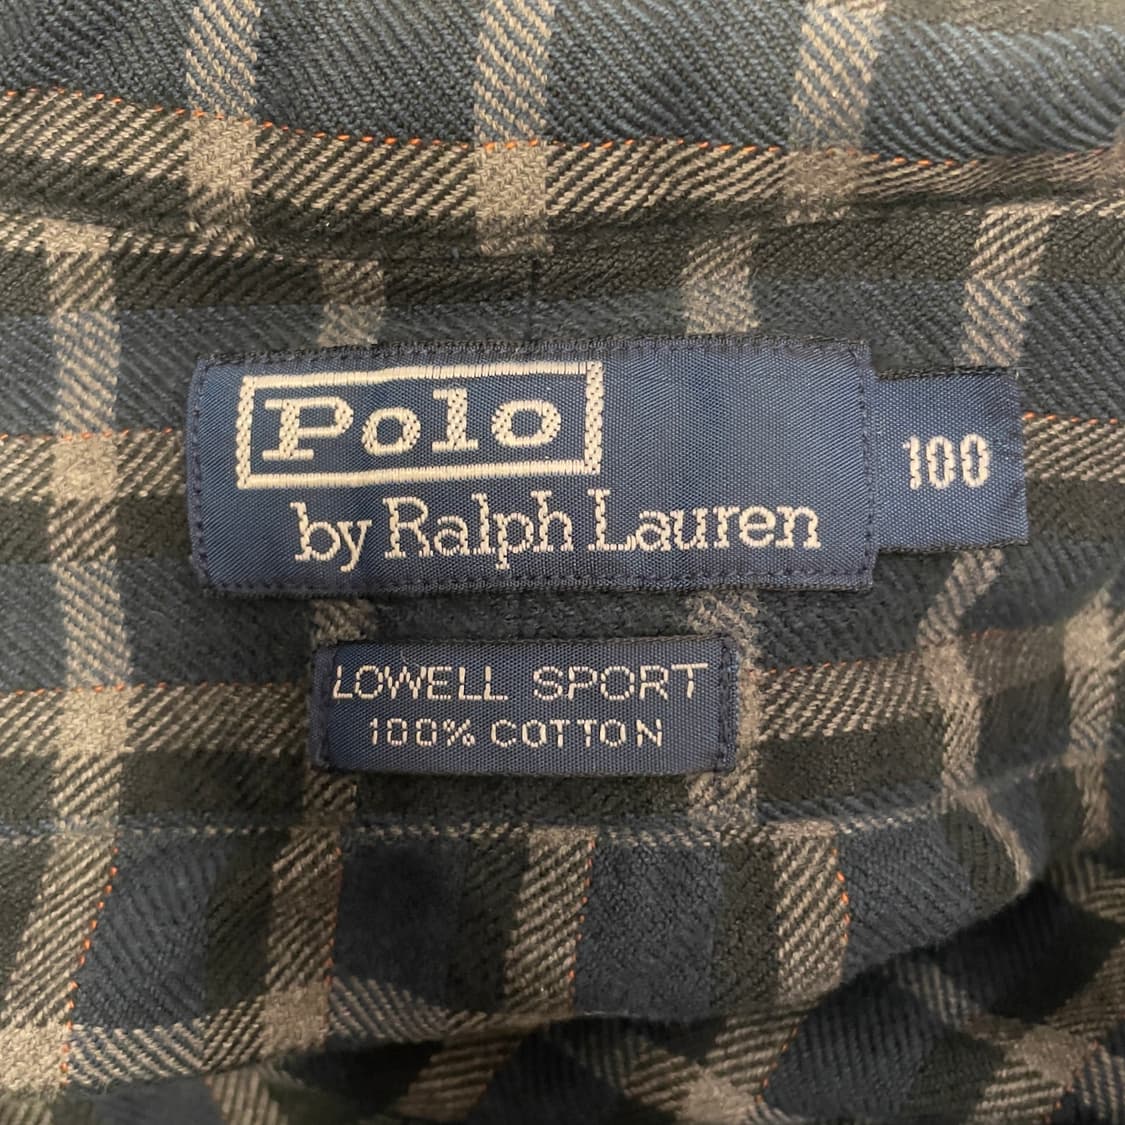 Polo
by Ralph Lauren
100
LOWELL SPORT
100% COTTON